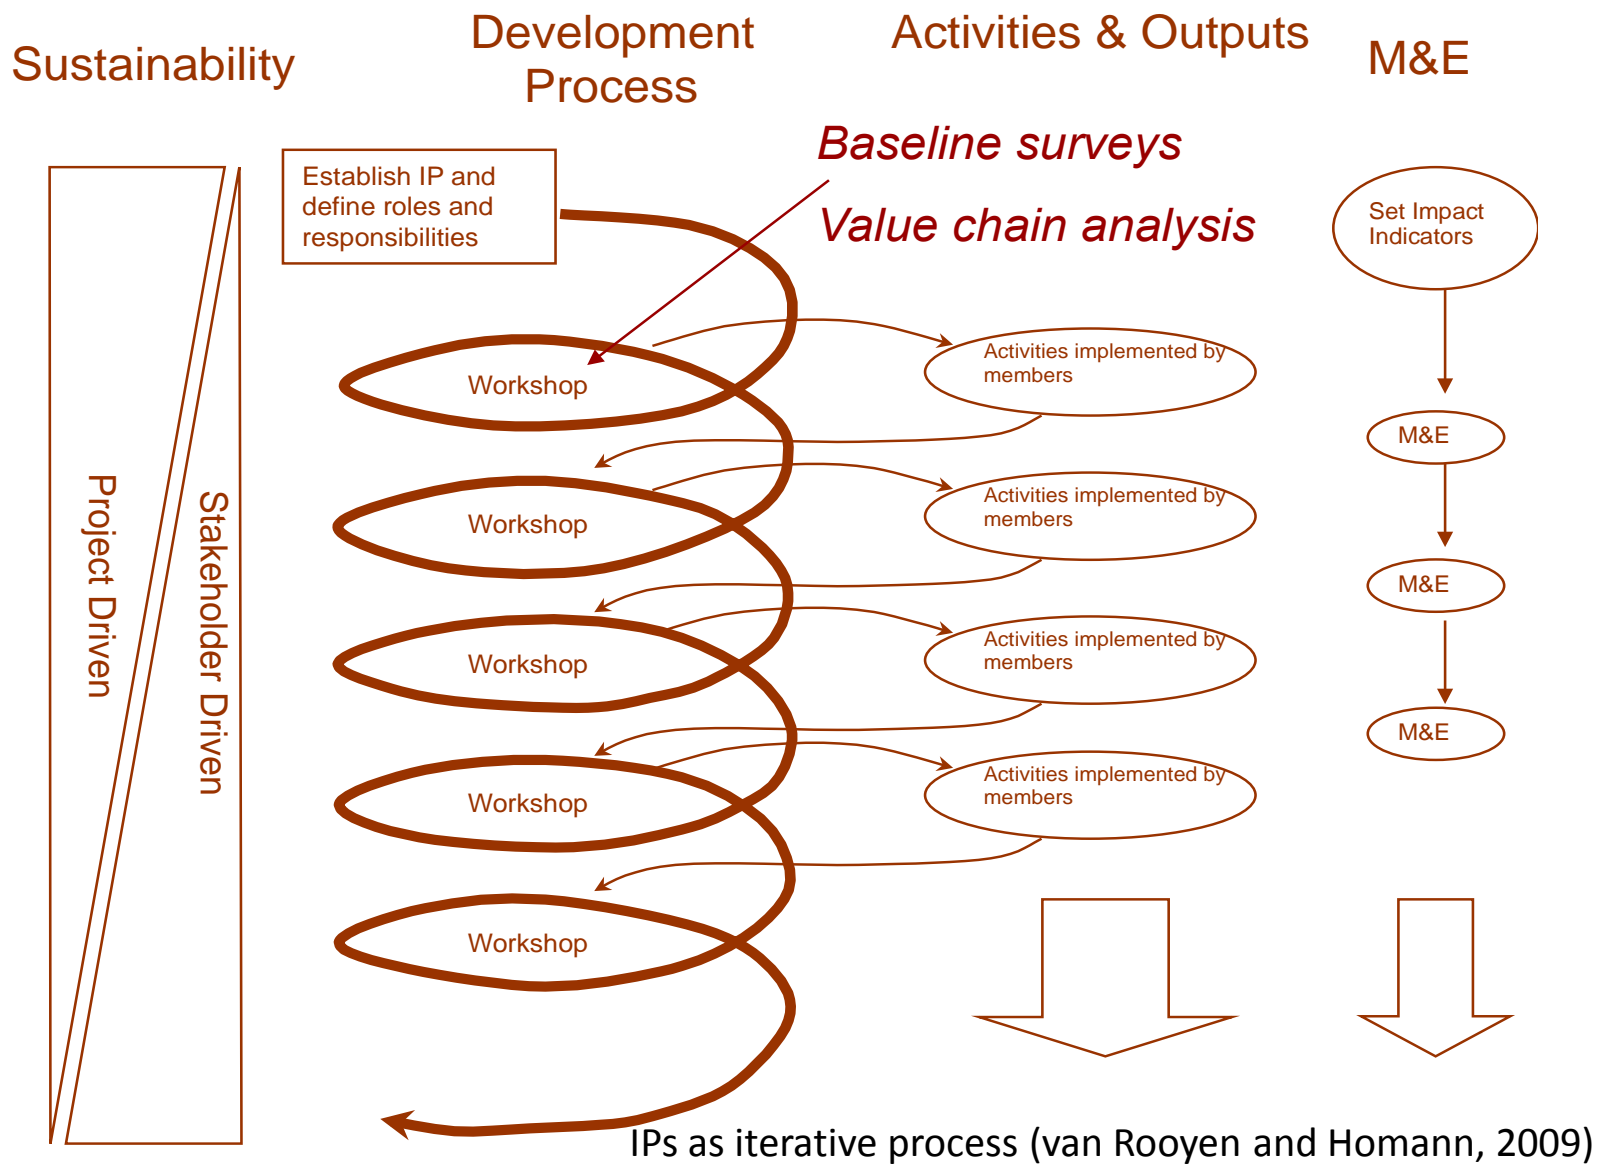 Sustainability
Development
Process
Activities & Outputs
M&E
Baseline surveys
Value chain analysis
Establish IP and
define roles and
responsibilities
Set Impact
Indicators
Project Driven
Stakeholder Driven
Workshop
Activities implemented by
members
M&E
Workshop
Activities implemented by
members
M&E
Workshop
Activities implemented by
members
M&E
Workshop
Activities implemented by
members
Workshop
IPs as iterative process (van Rooyen and Homann, 2009)